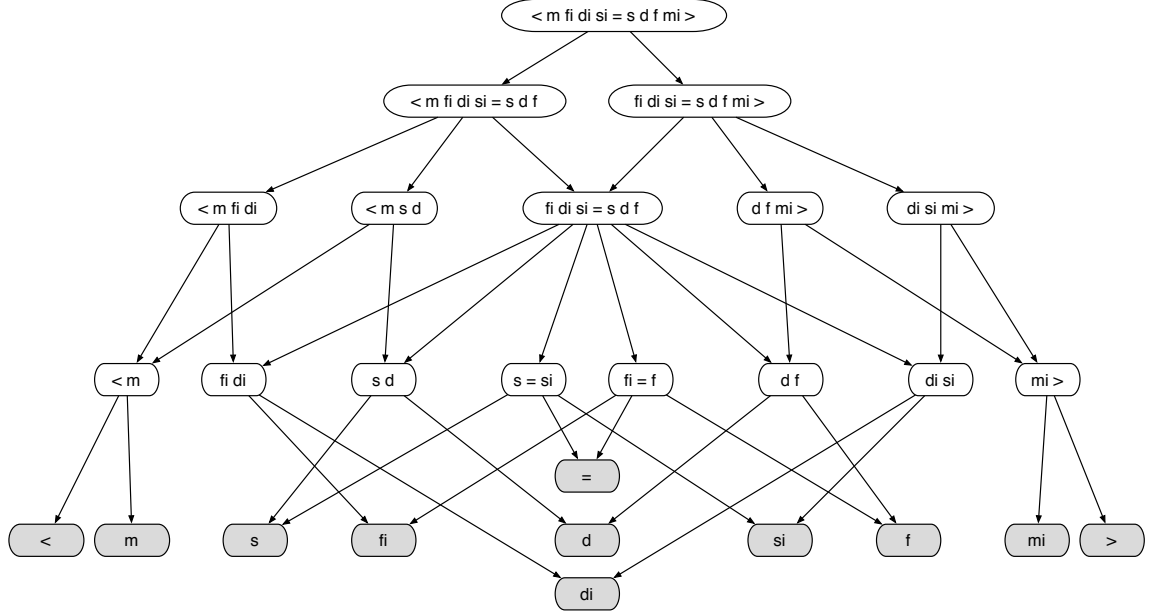 < m fi di si = s d f mi >
< m fi di si = s d f
fi di si = s d f mi >
< m fi di
< m s d
fi di si = s d f
d f mi >
di si mi >
< m
fi di
s d
s = si
fi = f
d f
di si
mi >
=
<
m
s
fi
d
si
f
mi
>
di